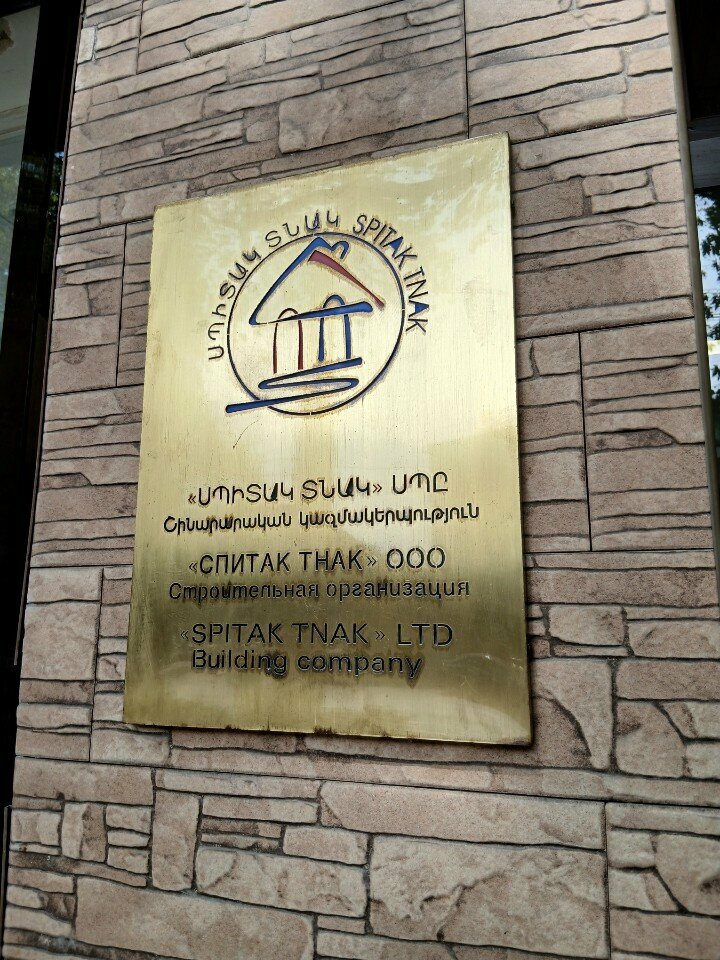 ՍՊԻՏԱԿ ՏՆԱԿ SPITAK TNAK
«ՍՊԻՏԱԿ ՏՆԱԿ» ՍՊԸ
Շինարարական կազմակերպություն
«СПИТАК ТНАК» ООО
Строительная организация
«SPITAK TNAK» LTD
Building company